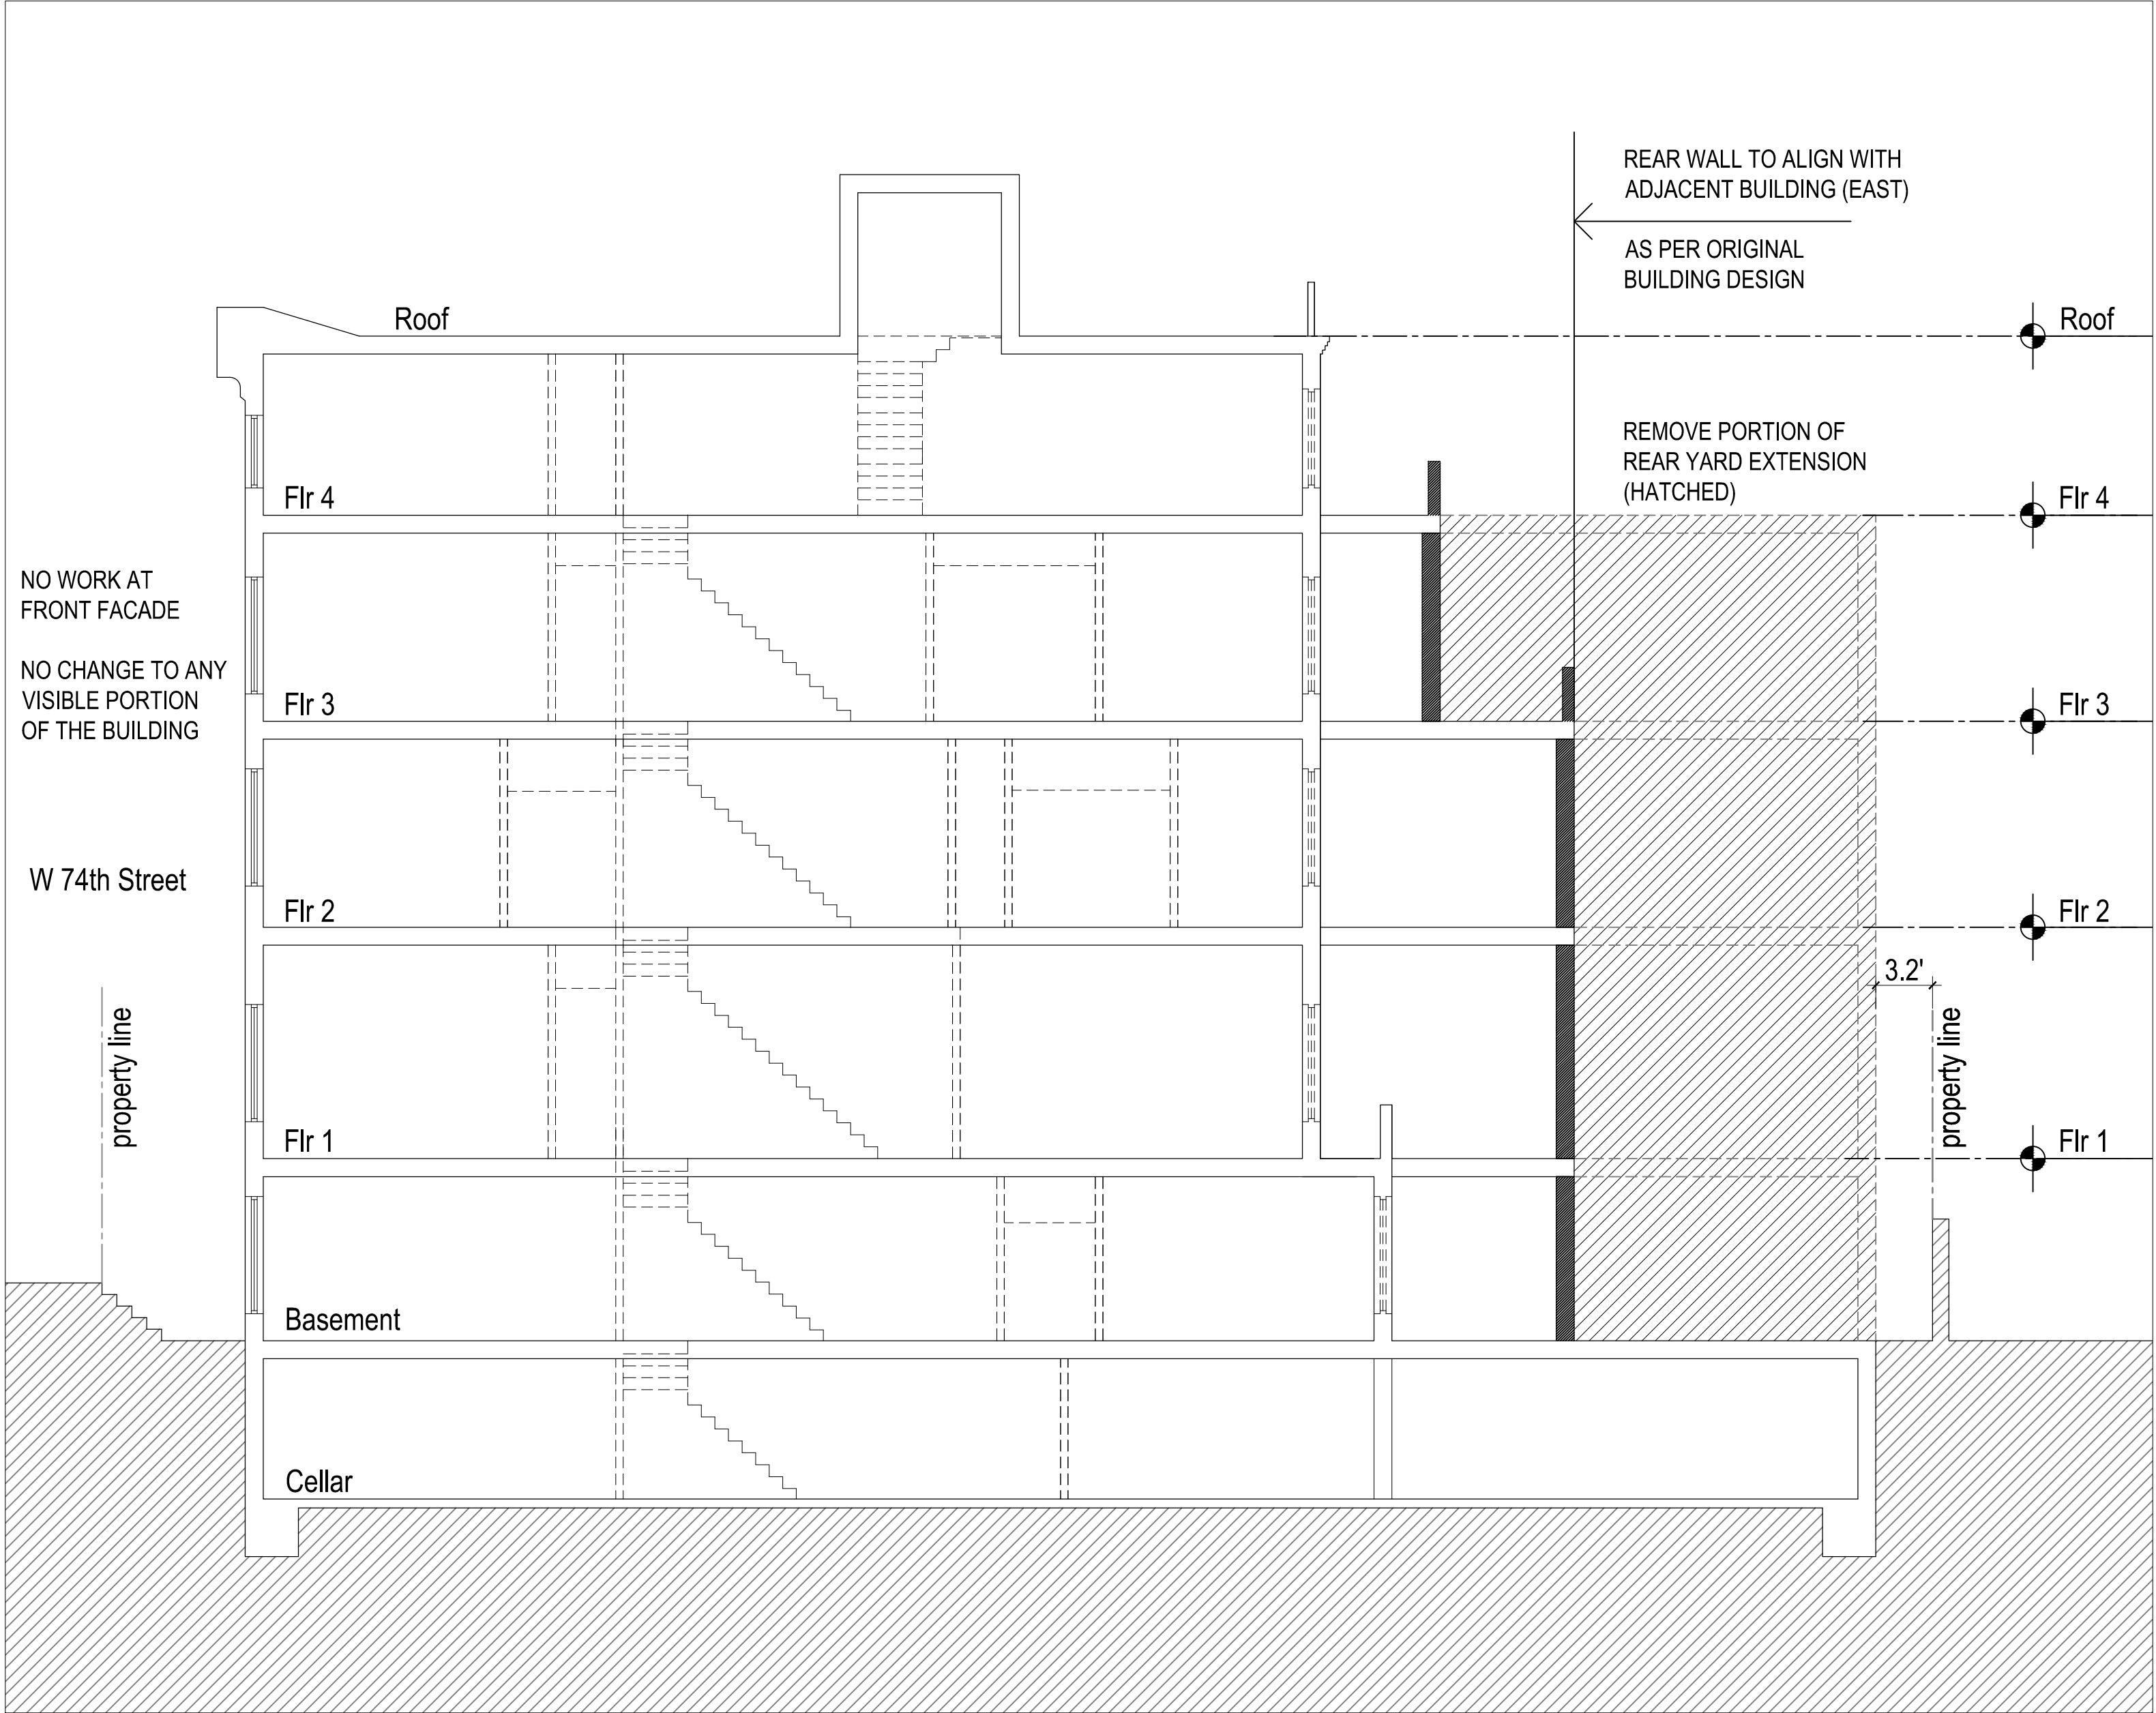 REAR WALL TO ALIGN WITH
ADJACENT BUILDING (EAST)
AS PER ORIGINAL
BUILDING DESIGN
Roof
Roof
REMOVE PORTION OF
REAR YARD EXTENSION
(HATCHED)
Flr 4
Flr 4
NO WORK AT
FRONT FACADE
NO CHANGE TO ANY
VISIBLE PORTION
OF THE BUILDING
Flr 3
Flr 3
W 74th Street
Flr 2
Flr 2
3.2'
property line
property line
Flr 1
Flr 1
Basement
Cellar